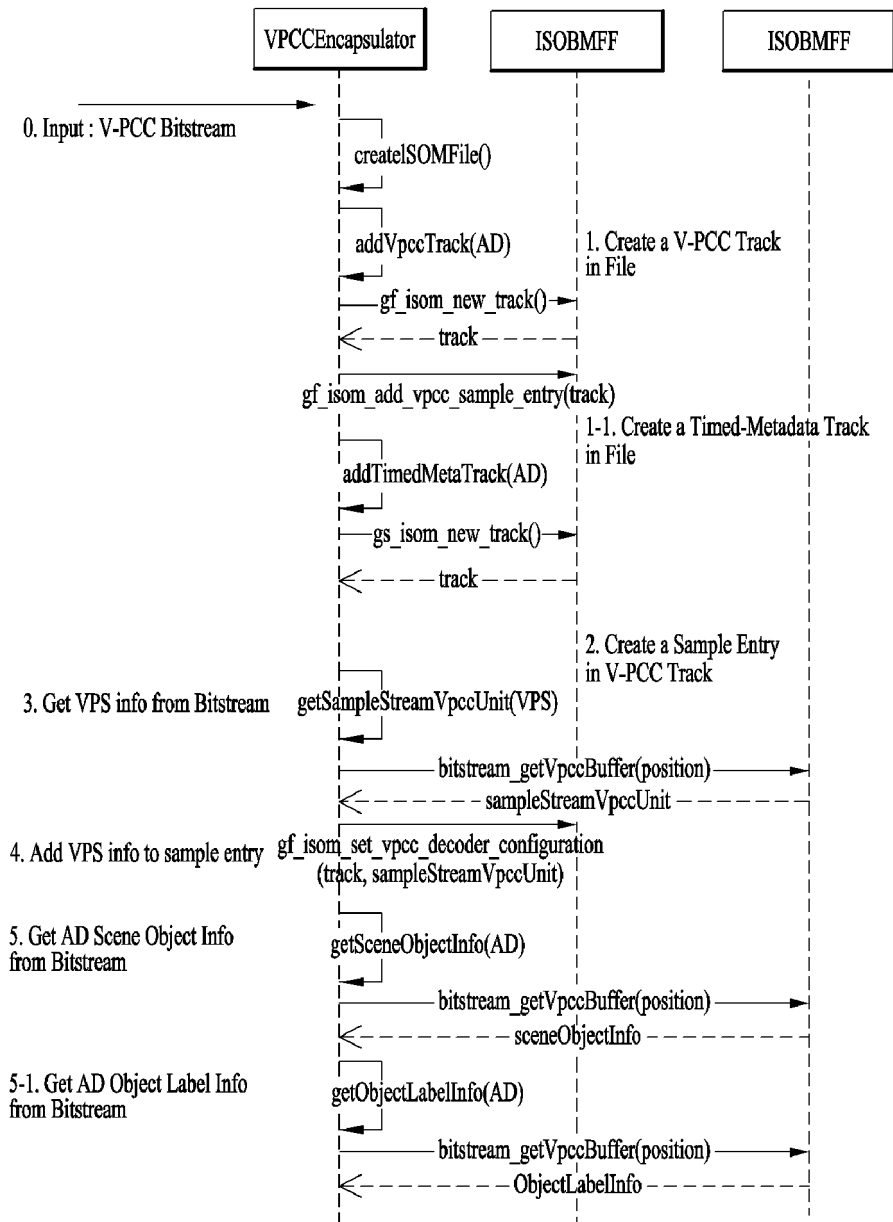 VPCCEncapsulator
ISOBMFF
ISOBMFF
0. Input : V-PCC Bitstream
createISOMFile()
addVpccTrack(AD)
1. Create a V-PCC Track
in File
gf_isom_new_track()
track
gf_isom_add_vpcc_sample_entry(track)
1-1. Create a Timed-Metadata Track
in File
addTimedMetaTrack(AD)
gs_isom_new_track()
track
2. Create a Sample Entry
in V-PCC Track
3. Get VPS info from Bitstream
getSampleStreamVpccUnit(VPS)
bitstream_getVpccBuffer(position)
sampleStreamVpccUnit
4. Add VPS info to sample entry
gf_isom_set_vpcc_decoder_configuration
(track, sampleStreamVpccUnit)
5. Get AD Scene Object Info
from Bitstream
getSceneObjectInfo(AD)
bitstream_getVpccBuffer(position)
sceneObjectInfo
5-1. Get AD Object Label Info
from Bitstream
getObjectLabelInfo(AD)
bitstream_getVpccBuffer(position)
ObjectLabelInfo